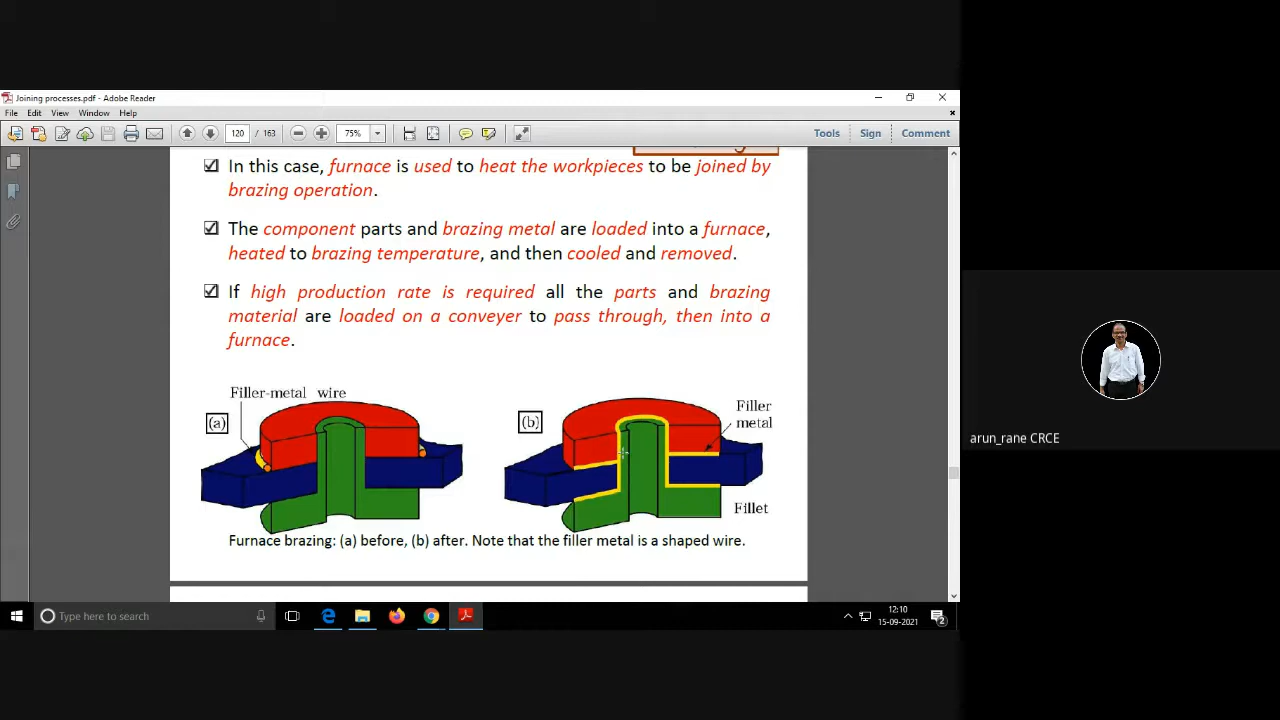 Joining processes.pdf - Adobe Reader
File Edit View Window Help
120 / 163 75% Tools Sign Comment
In this case, furnace is used to heat the workpieces to be joined by
brazing operation.
The component parts and brazing metal are loaded into a furnace,
heated to brazing temperature, and then cooled and removed.
If high production rate is required all the parts and brazing
material are loaded on a conveyer to pass through, then into a
furnace.
Filler-metal wire
(a)
(b)
Filler
metal
Fillet
Furnace brazing: (a) before, (b) after. Note that the filler metal is a shaped wire.
arun_rane CRCE
Type here to search
12:10
15-09-2021
2